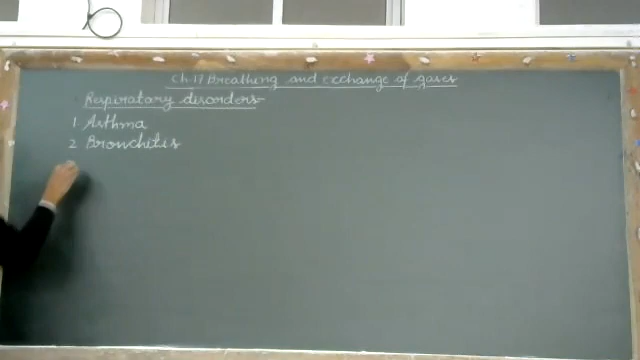 Ch.17 Breathing and exchange of gases
Respiratory disorders-
1 Asthma
2 Bronchitis